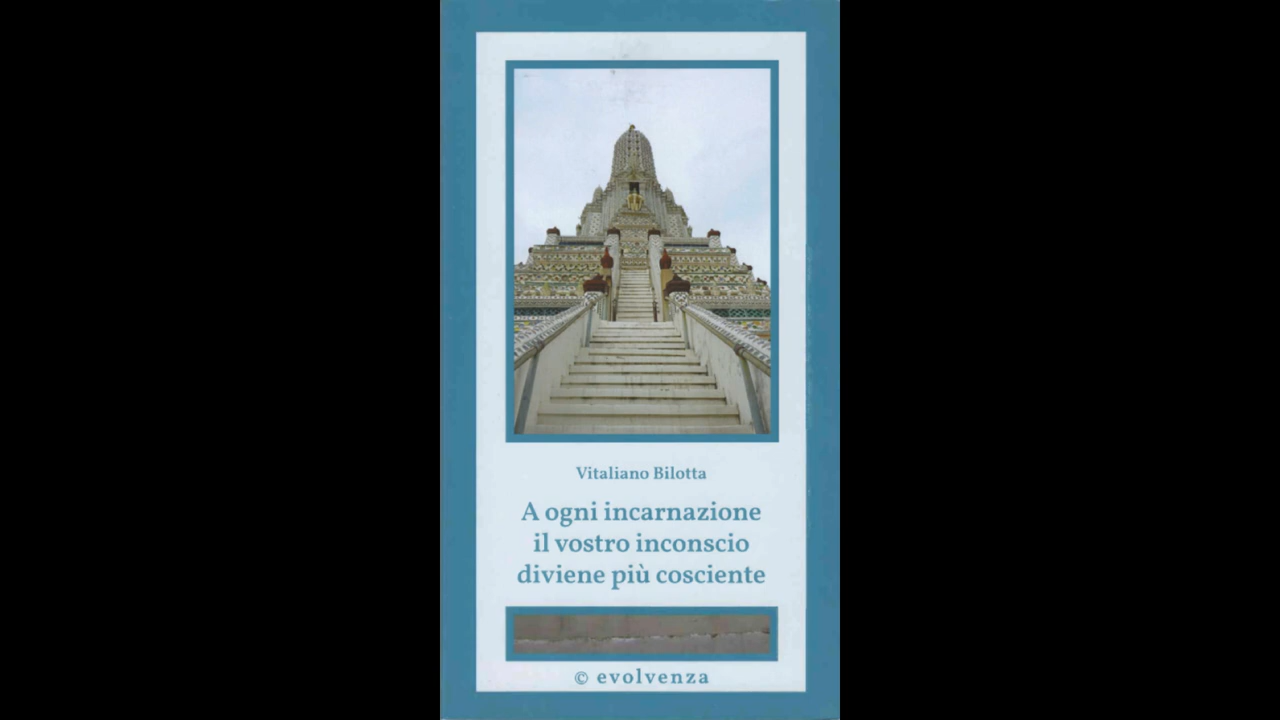 Vitaliano Bilotta
A ogni incarnazione
il vostro inconscio
diviene più cosciente
© evolvenza